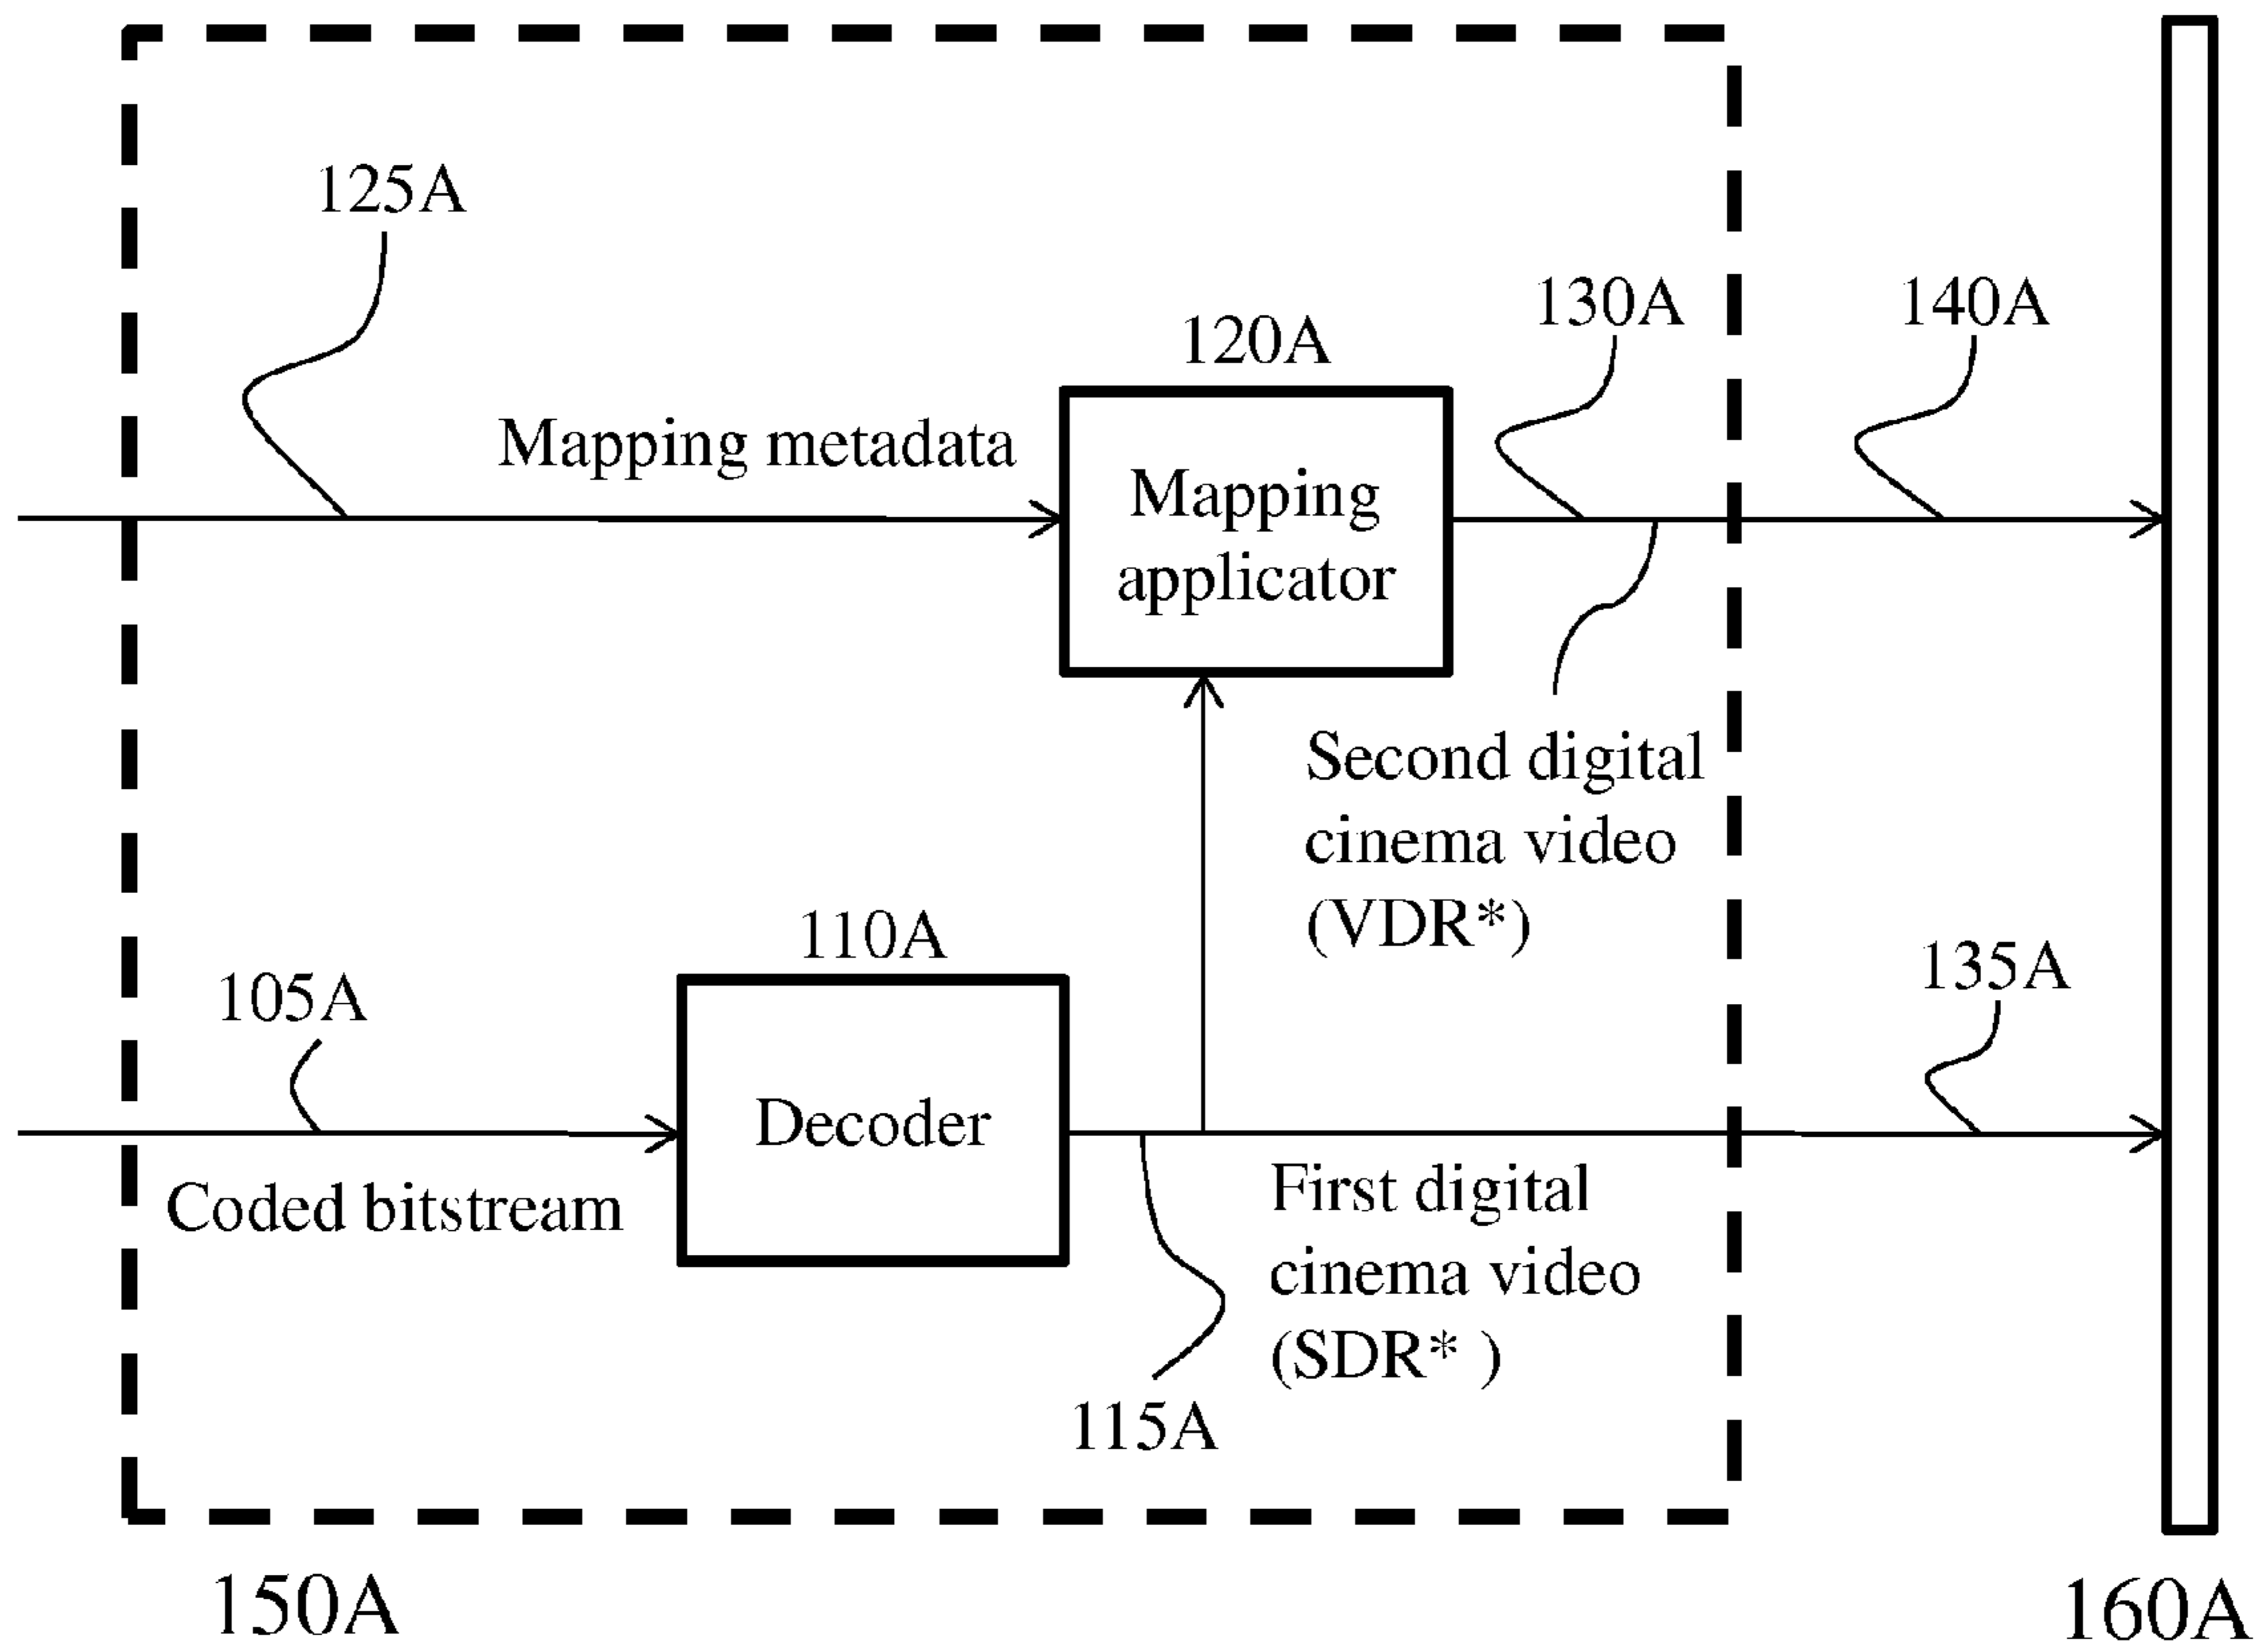 125A
130A
140A
120A
Mapping metadata
Mapping
applicator
Second digital
cinema video
(VDR*)
110A
135A
105A
Decoder
Coded bitstream
First digital
cinema video
(SDR* )
115A
150A
160A